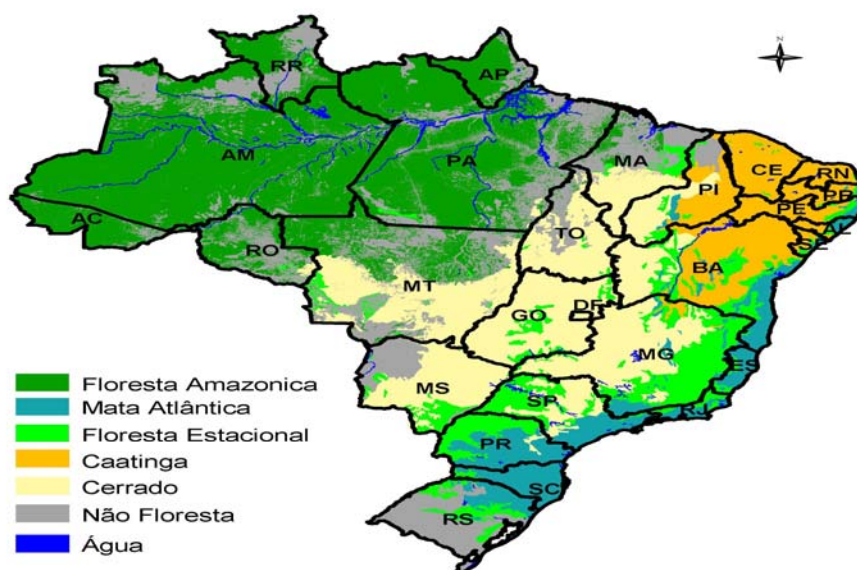 N
RR
AP
AM
PA
MA
CE
RN
PB
PI
PE
AC
AL
SE
TO
RO
BA
MT
DF
GO
MG
ES
MS
SP
RJ
PR
SC
RS
Floresta Amazonica
Mata Atlântica
Floresta Estacional
Caatinga
Cerrado
Não Floresta
Água